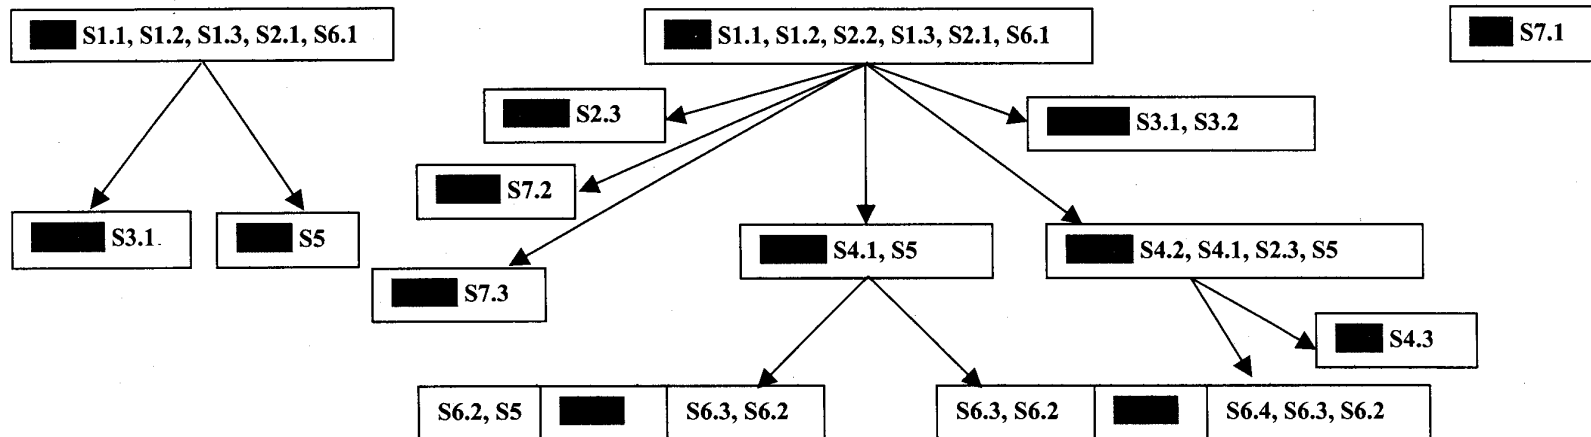 S1.1, S1.2, S1.3, S2.1, S6.1
S1.1, S1.2, S2.2, S1.3, S2.1, S6.1
S7.1
S2.3
S3.1, S3.2
S7.2
S3.1
S5
S4.1, S5
S4.2, S4.1, S2.3, S5
S7.3
S4.3
S6.2, S5
S6.3, S6.2
S6.3, S6.2
S6.4, S6.3, S6.2